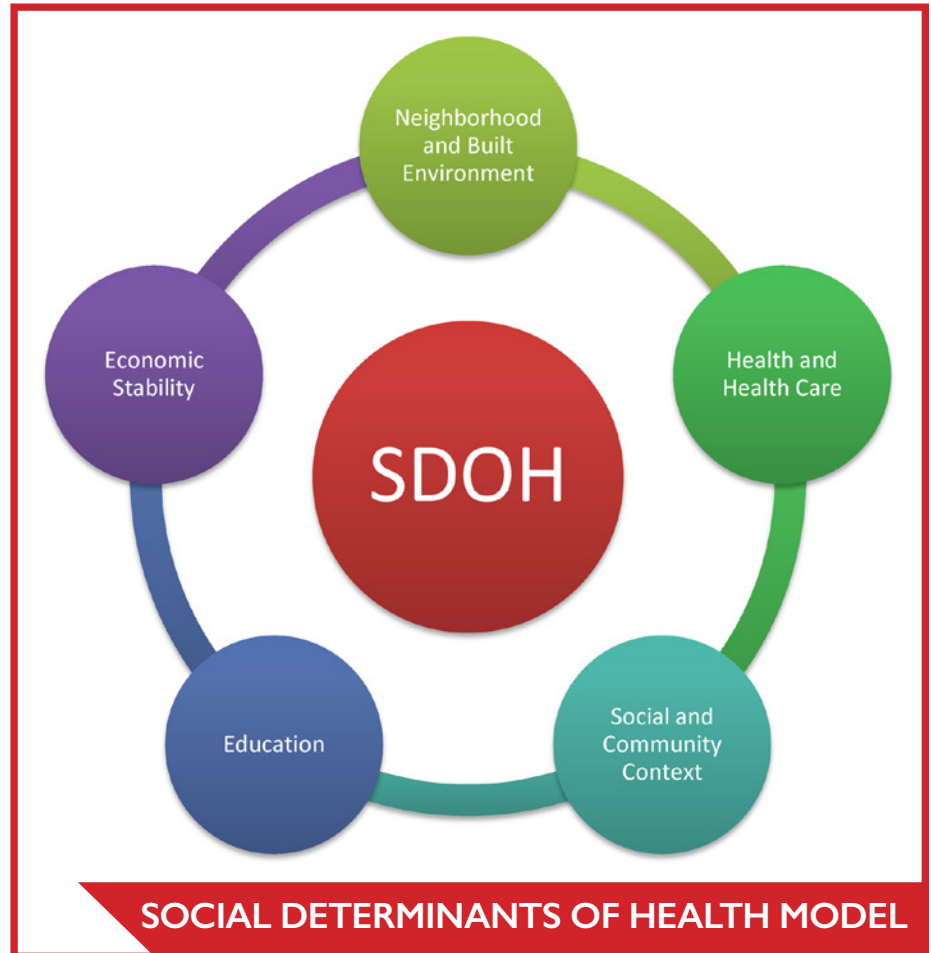 Neighborhood
and Built
Environment
Economic
Stability
Health and
Health Care
SDOH
Education
Social and
Community
Context
SOCIAL DETERMINANTS OF HEALTH MODEL